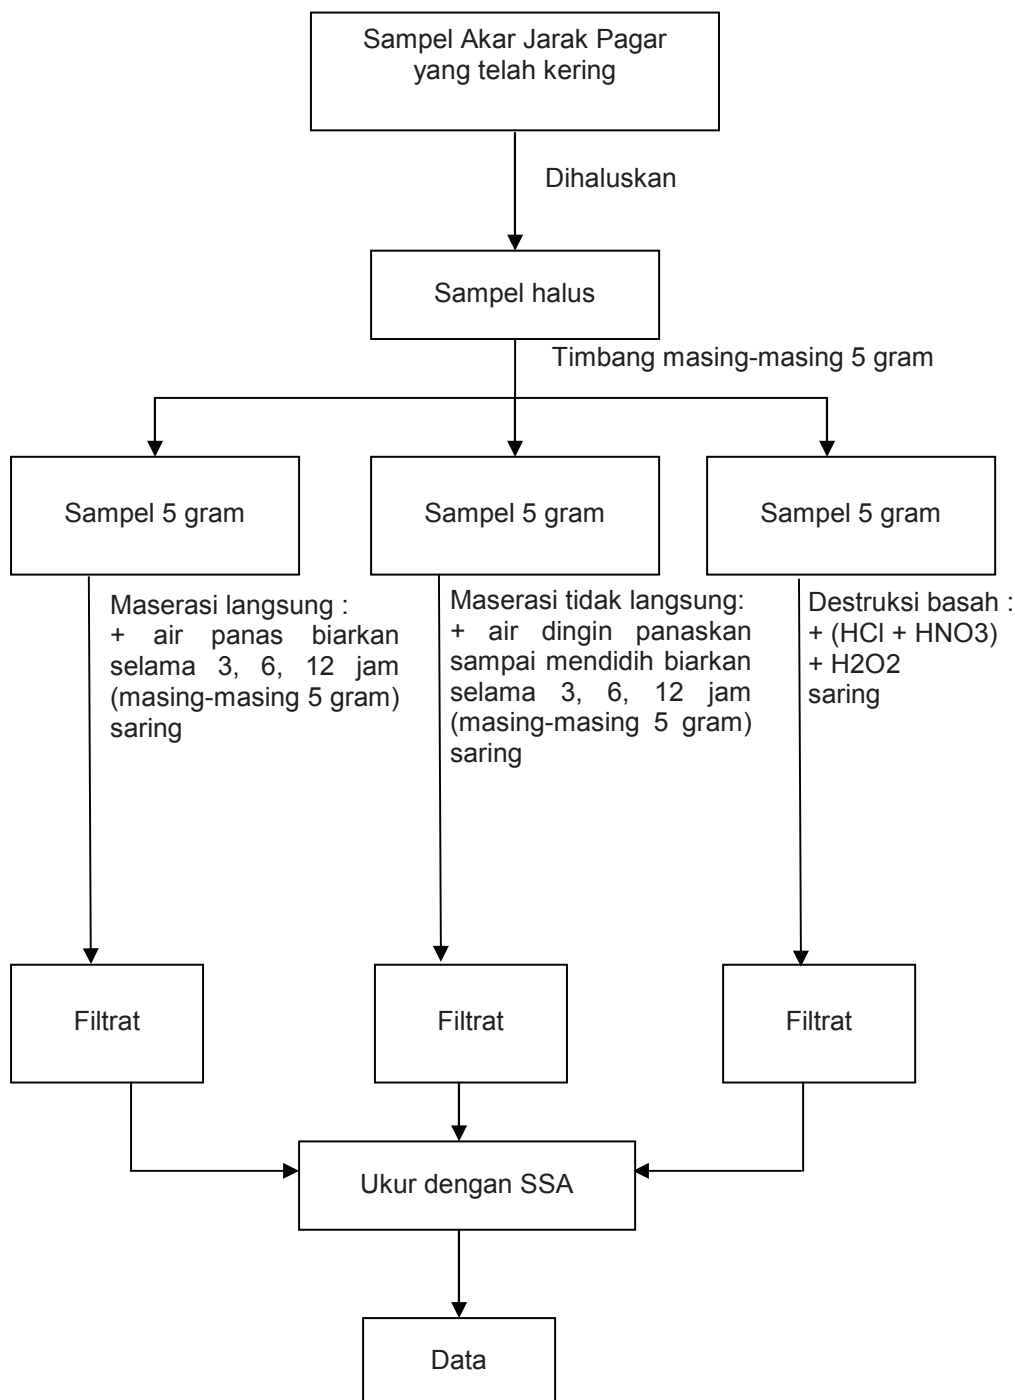 Sampel Akar Jarak Pagar
yang telah kering
Dihaluskan
Sampel halus
Timbang masing-masing 5 gram
Sampel 5 gram
Sampel 5 gram
Sampel 5 gram
Maserasi langsung :
+ air panas biarkan
selama 3, 6, 12 jam
(masing-masing 5 gram)
saring
Maserasi tidak langsung:
+ air dingin panaskan
sampai mendidih biarkan
selama 3, 6, 12 jam
(masing-masing 5 gram)
saring
Destruksi basah :
+ (HCl + HNO3)
+ H2O2
saring
Filtrat
Filtrat
Filtrat
Ukur dengan SSA
Data